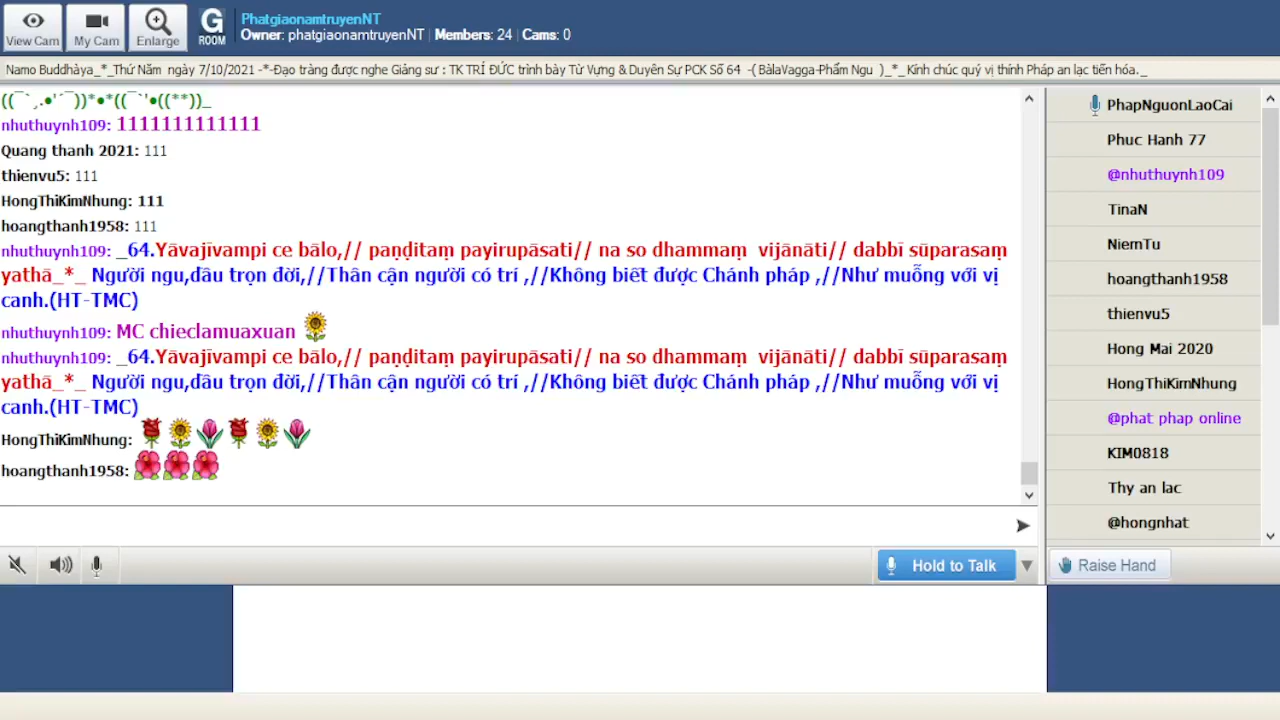 View Cam
My Cam
Enlarge
G ROOM
PhatgiaonamtruyenNT
Owner: phatgiaonamtruyenNT | Members: 24 | Cams: 0
Namo Buddhàya_*_Thứ Năm ngày 7/10/2021 -*-Đạo tràng được nghe Giảng sư : TK TRÍ ĐỨC trình bày Từ Vựng & Duyên Sự PCK Số 64 -( BàlaVagga-Phẩm Ngu )_*_ Kính chúc quý vị thính Pháp an lạc tiến hóa._
((¯`¸.•'´¯))*•*((¯`'•((**))_
nhuthuynh109: 1111111111111
Quang thanh 2021: 111
thienvu5: 111
HongThiKimNhung: 111
hoangthanh1958: 111
nhuthuynh109: _64.Yāvajīvampi ce bālo,// paṇḍitaṃ payirupāsati// na so dhammaṃ vijānāti// dabbī sūparasaṃ
yathā_*_ Người ngu,dầu trọn đời,//Thân cận người có trí ,//Không biết được Chánh pháp ,//Như muỗng với vị
canh.(HT-TMC)
nhuthuynh109: MC chieclamuaxuan
nhuthuynh109: _64.Yāvajīvampi ce bālo,// paṇḍitaṃ payirupāsati// na so dhammaṃ vijānāti// dabbī sūparasaṃ
yathā_*_ Người ngu,dầu trọn đời,//Thân cận người có trí ,//Không biết được Chánh pháp ,//Như muỗng với vị
canh.(HT-TMC)
HongThiKimNhung:
hoangthanh1958:
Hold to Talk
PhapNguonLaoCai
Phuc Hanh 77
@nhuthuynh109
TinaN
NiemTu
hoangthanh1958
thienvu5
Hong Mai 2020
HongThiKimNhung
@phat phap online
KIM0818
Thy an lac
@hongnhat
Raise Hand